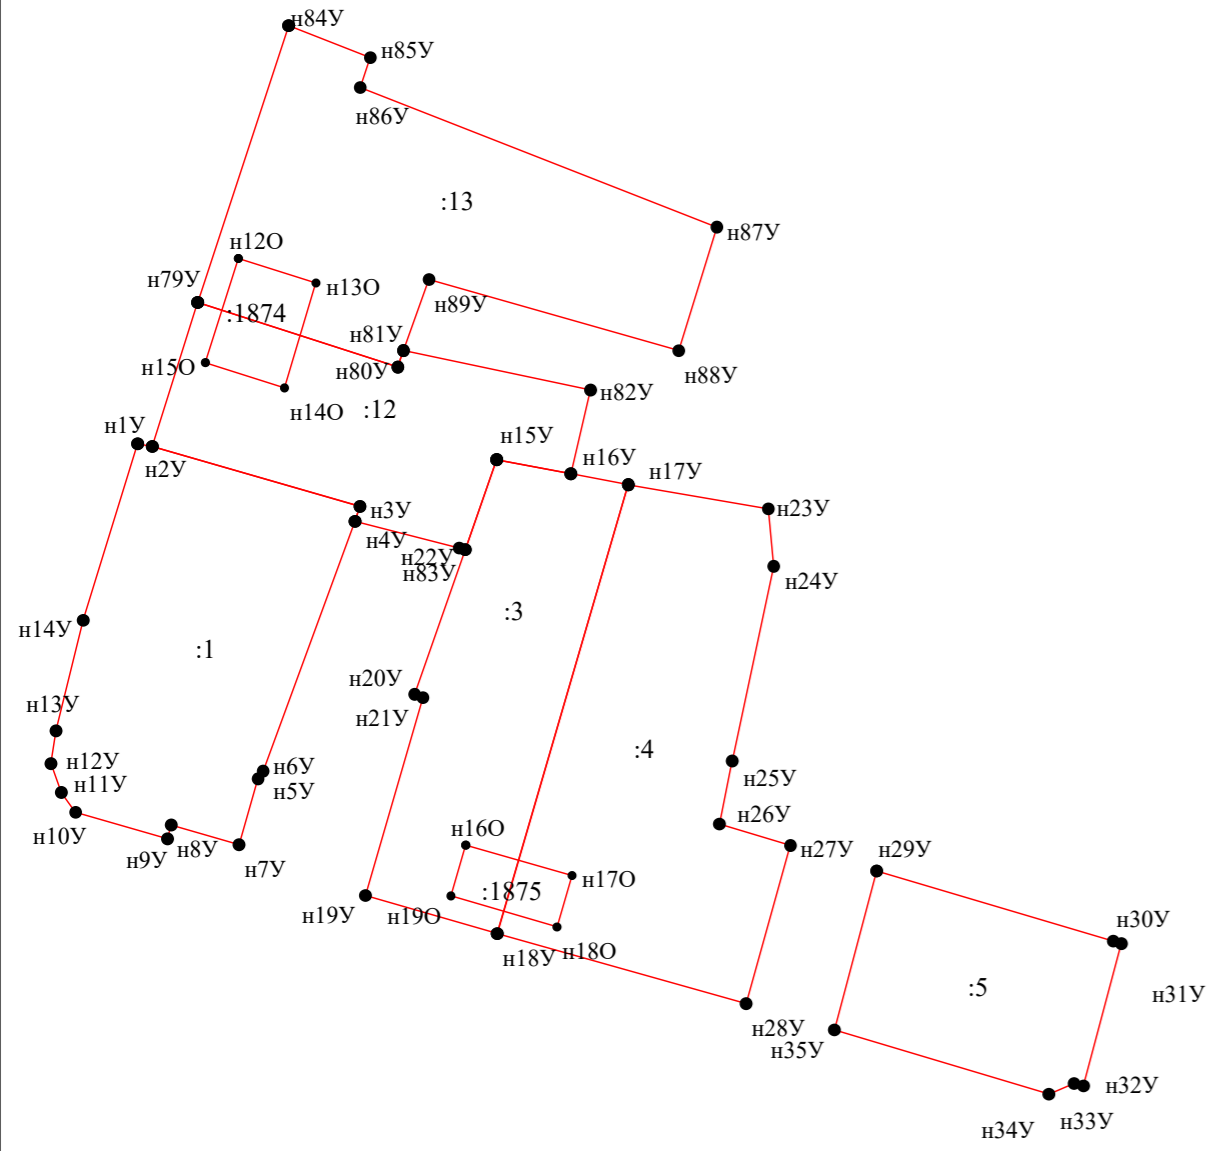 н84У
н85У
н86У
:13
н87У
н12О
н79У
н13О
н89У
:1874
н81У
н15О
н80У
н88У
н82У
н14О
:12
н1У
н15У
н2У
н16У
н17У
н3У
н23У
н4У
н22У
н83У
н24У
:3
н14У
:1
н20У
н13У
н21У
:4
н12У
н6У
н25У
н11У
н5У
н26У
н10У
н16О
н8У
н27У
н29У
н9У
н7У
н17О
:1875
н19У
н19О
н30У
н18У
н18О
:5
н31У
н28У
н35У
н32У
н33У
н34У